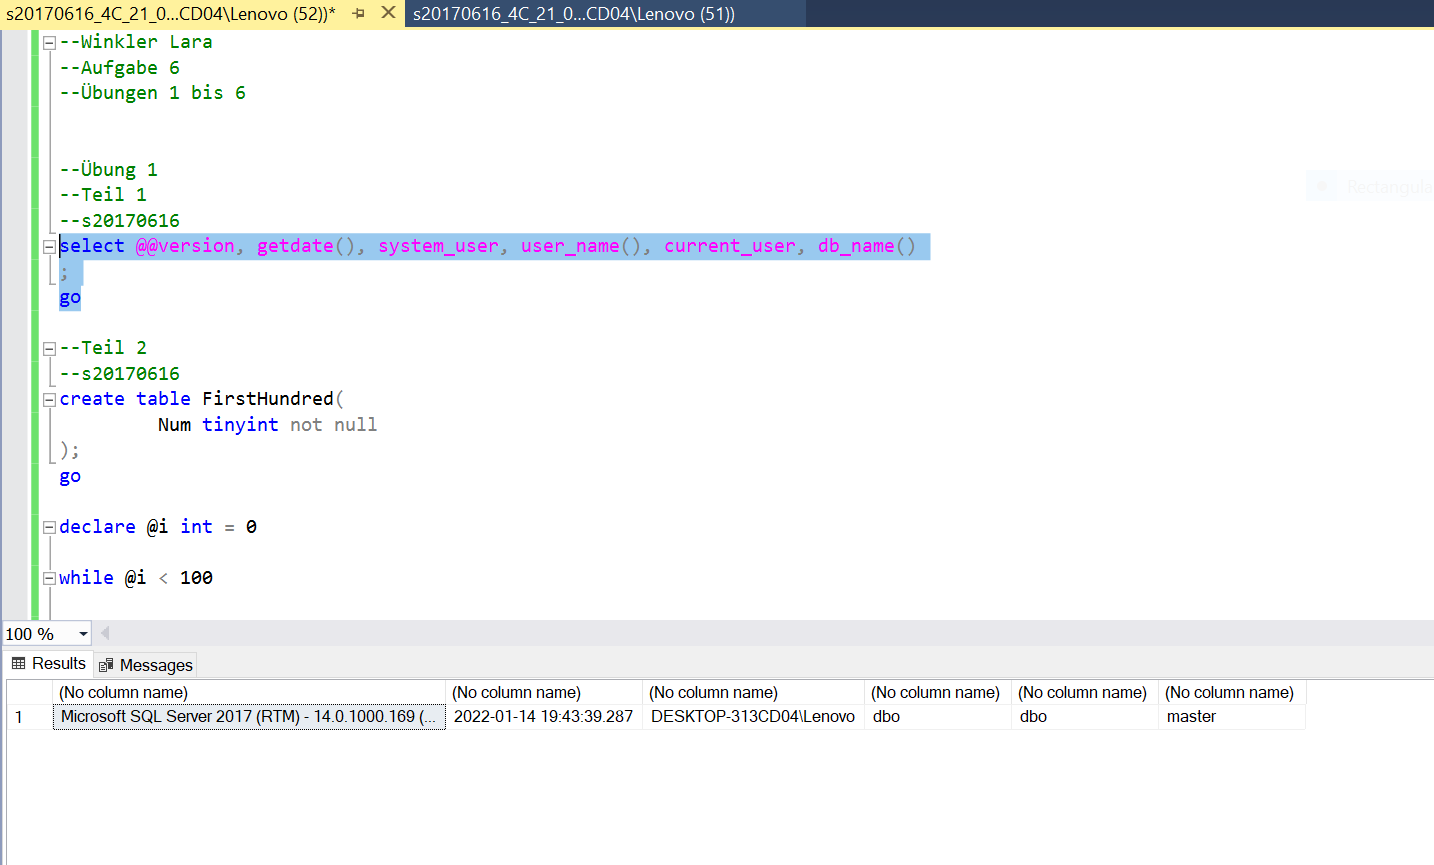 s20170616_4C_21_0...CD04\Lenovo (52))* s20170616_4C_21_0...CD04\Lenovo (51))
--Winkler Lara
--Aufgabe 6
--Übungen 1 bis 6
--Übung 1
--Teil 1
--s20170616
select @@version, getdate(), system_user, user_name(), current_user, db_name()
;
go
--Teil 2
--s20170616
create table FirstHundred(
Num tinyint not null
);
go
declare @i int = 0
while @i < 100
100 %
Results Messages
(No column name) (No column name) (No column name) (No column name) (No column name) (No column name)
1 Microsoft SQL Server 2017 (RTM) - 14.0.1000.169 (... 2022-01-14 19:43:39.287 DESKTOP-313CD04\Lenovo dbo dbo master